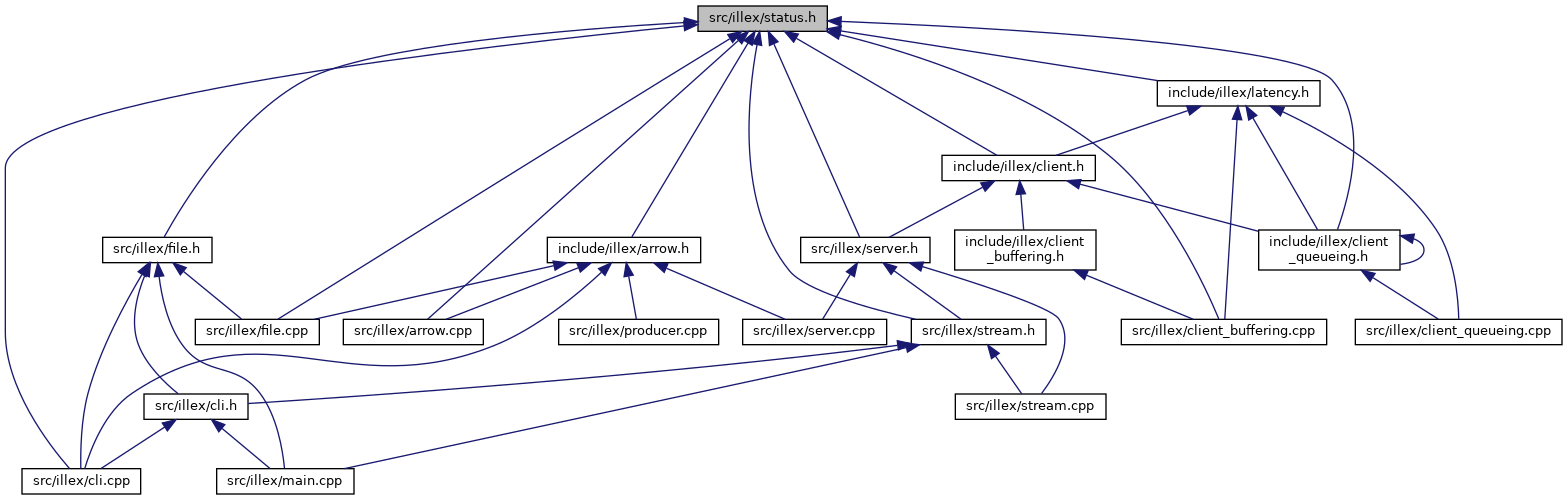 src/illex/status.h
include/illex/latency.h
include/illex/client.h
src/illex/file.h
include/illex/arrow.h
src/illex/server.h
include/illex/client
_buffering.h
include/illex/client
_queueing.h
src/illex/file.cpp
src/illex/arrow.cpp
src/illex/producer.cpp
src/illex/server.cpp
src/illex/stream.h
src/illex/client_buffering.cpp
src/illex/client_queueing.cpp
src/illex/cli.h
src/illex/stream.cpp
src/illex/cli.cpp
src/illex/main.cpp